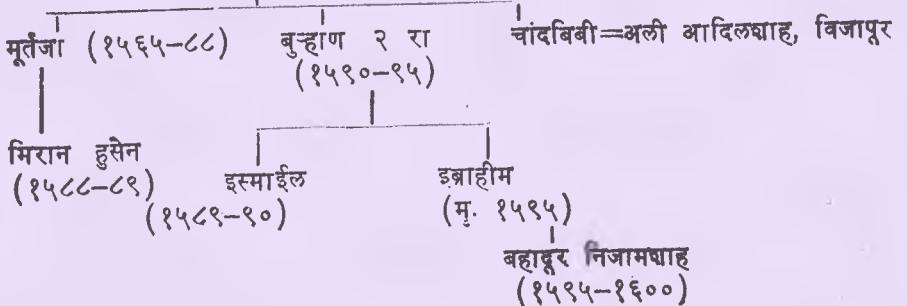 मूर्तजा (१५६५–८८) बुऱ्हाण २ रा चांदबिबी=अली आदिलशाह, विजापूर
(१५९०–९५)
मिरान हुसेन
(१५८८–८९) इस्माईल इब्राहीम
(१५८९–९०) (मृ. १५९५)
बहादूर निजामशाह
(१५९५–१६००)